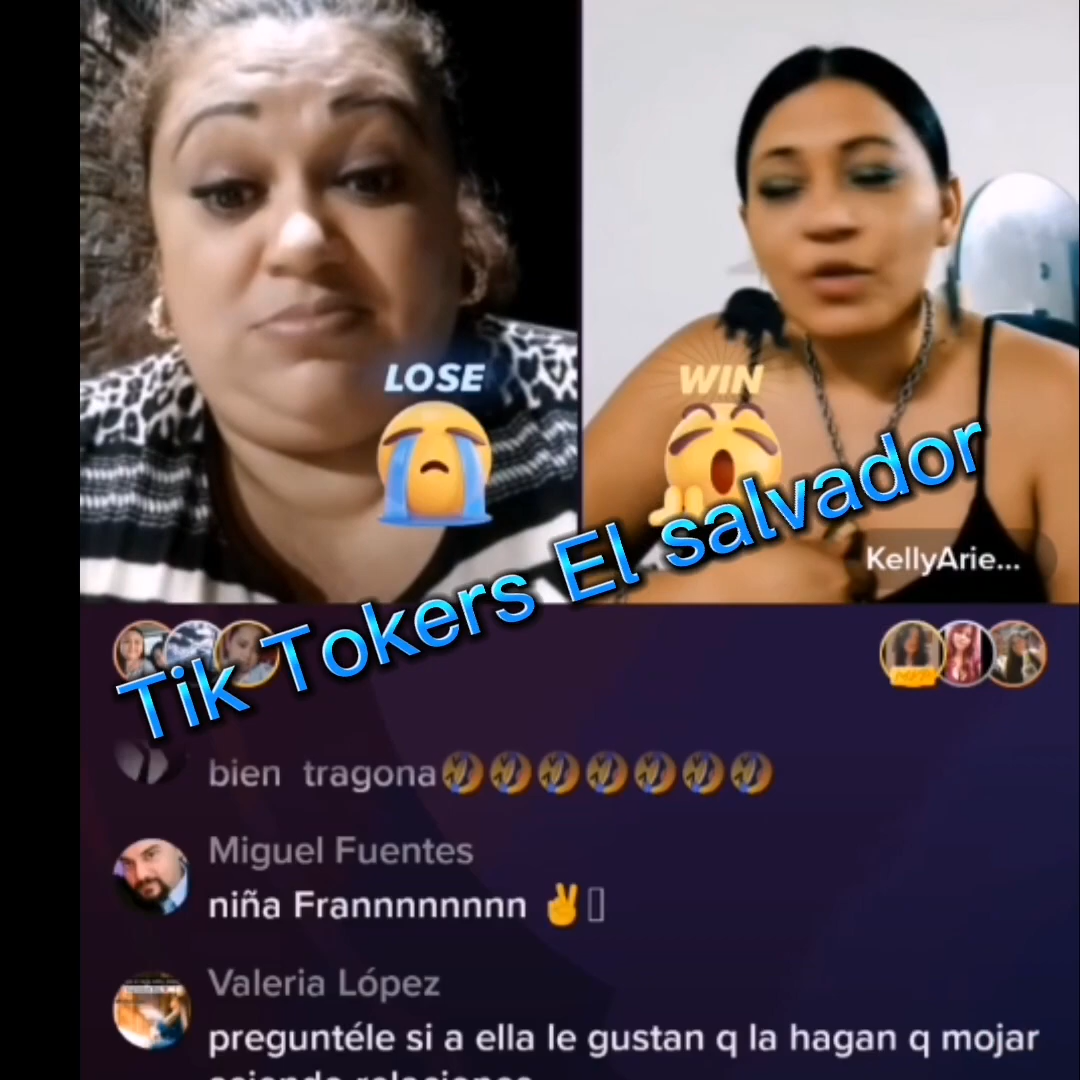 LOSE
WIN
Tik Tokers El salvador
KellyArie...
bien tragona🤣🤣🤣🤣🤣🤣🤣
Miguel Fuentes
niña Frannnnnnnnn ✌
Valeria López
preguntéle si a ella le gustan q la hagan q mojar